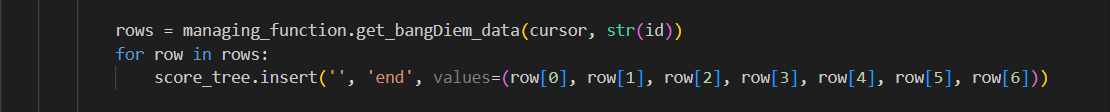 rows = managing_function.get_bangDiem_data(cursor, str(id))
for row in rows:
score_tree.insert('', 'end', values=(row[0], row[1], row[2], row[3], row[4], row[5], row[6]))